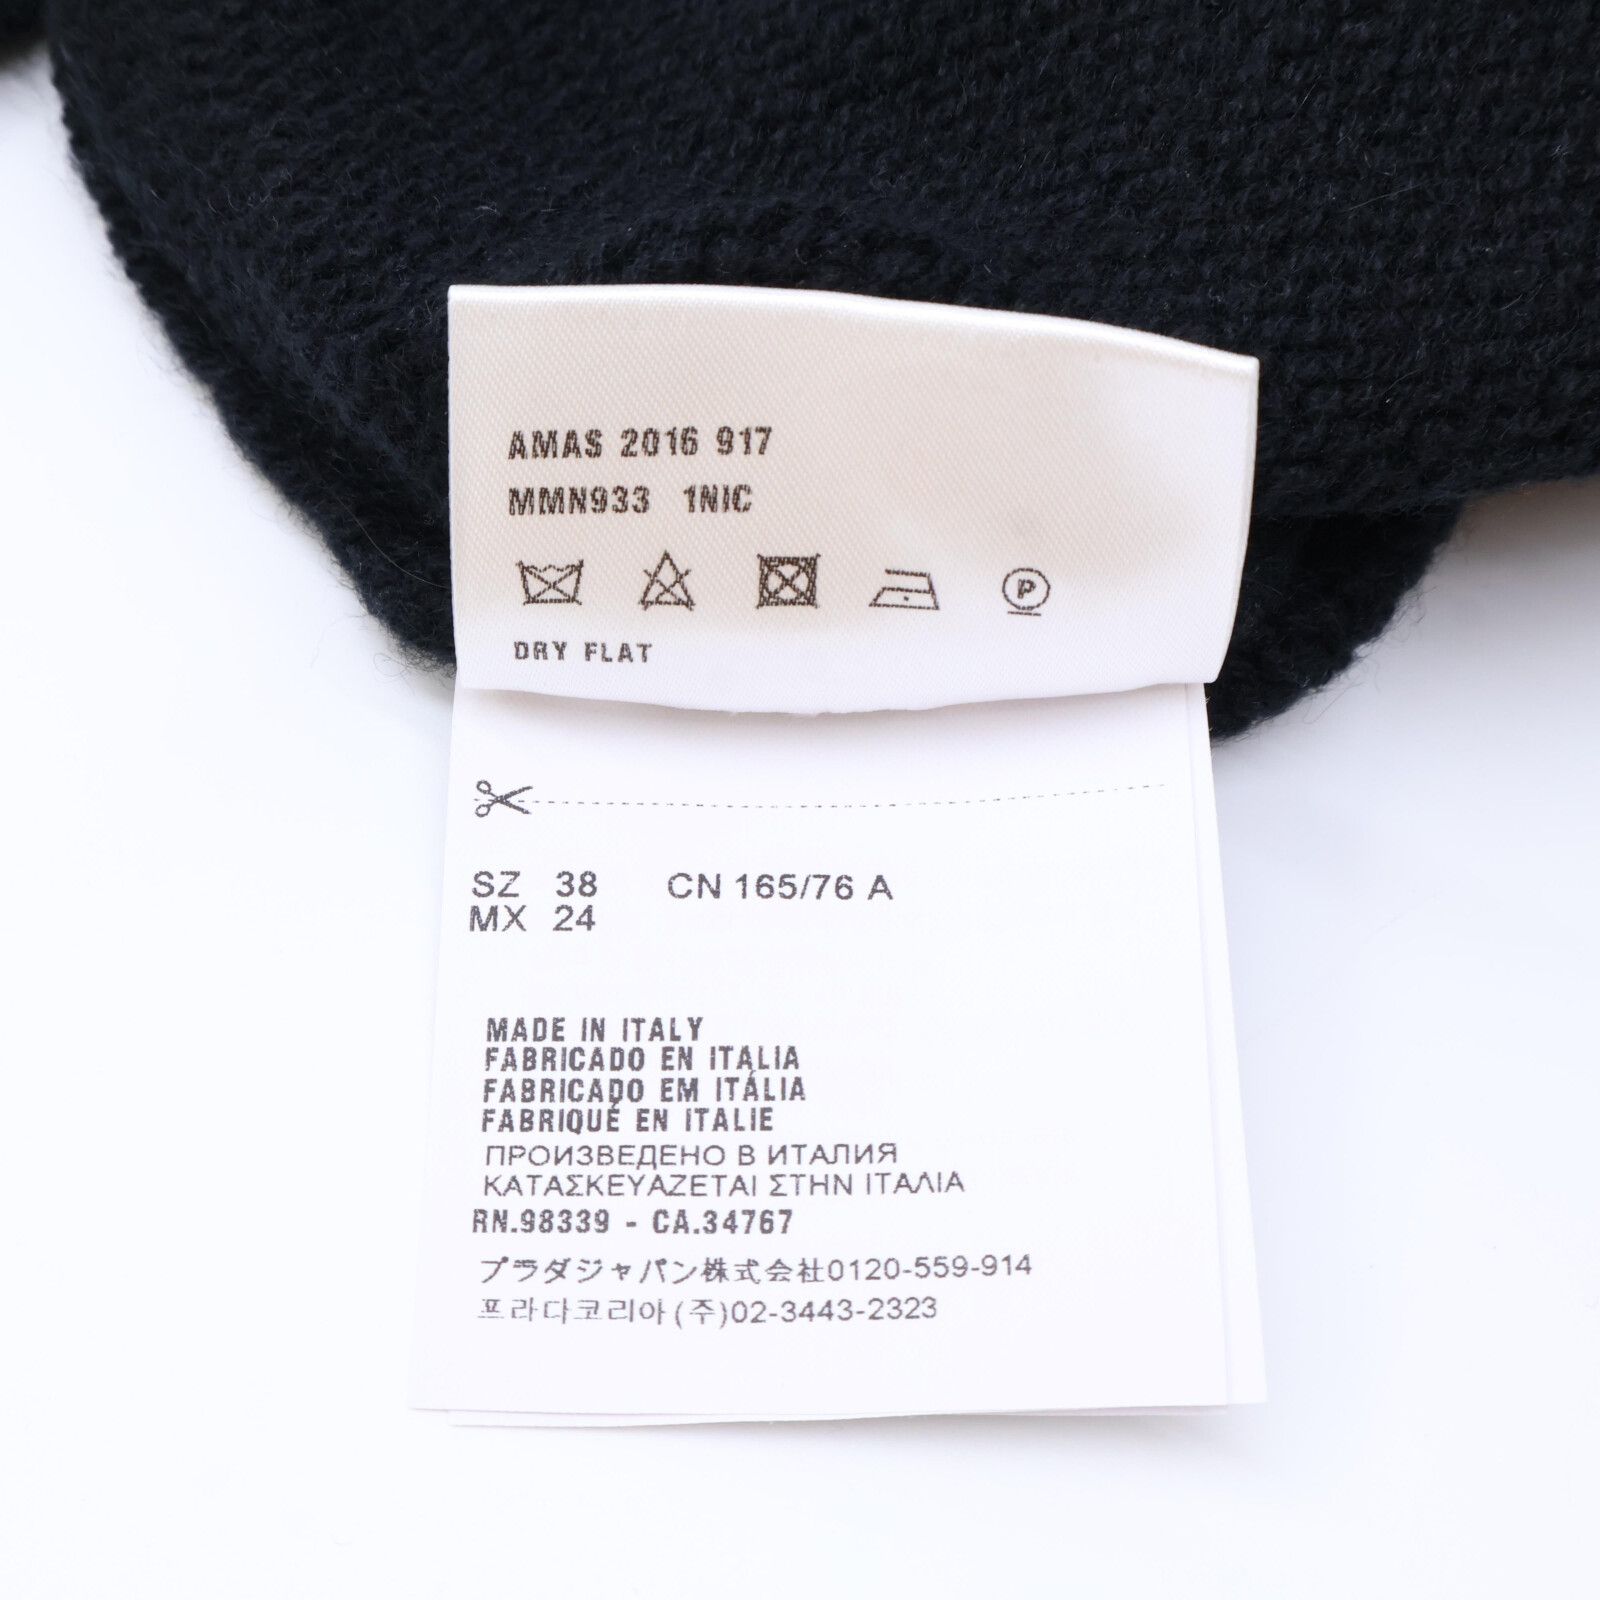 AMAS 2016 917
MMN933 1NIC
P
DRY FLAT
SZ 38 CN 165/76 A
MX 24
MADE IN ITALY
FABRICADO EN ITALIA
FABRICADO EM ITÁLIA
FABRIQUÉ EN ITALIE
ПРОИЗВЕДЕНО В ИТАЛИЯ
ΚΑΤΑΣΚΕΥΑΖΕΤΑΙ ΣΤΗΝ ΙΤΑΛΙΑ
RN.98339 - CA.34767
プラダジャパン株式会社0120-559-914
프라다코리아(주)02-3443-2323